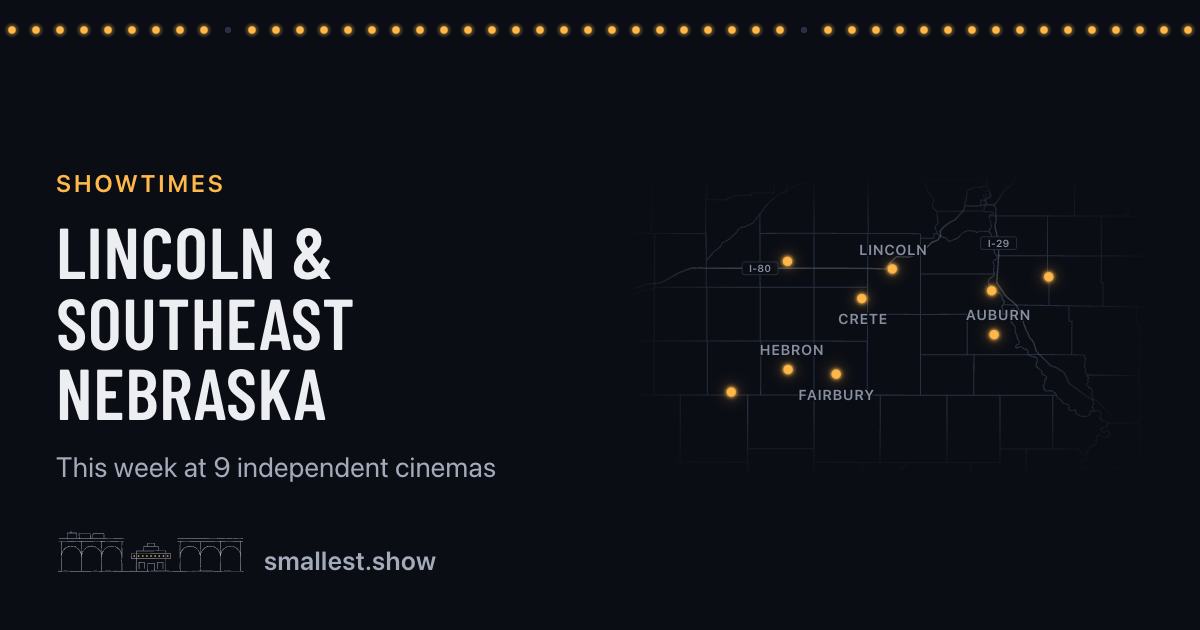 SHOWTIMES
LINCOLN &
SOUTHEAST
NEBRASKA
This week at 9 independent cinemas
smallest.show
LINCOLN
I-29
I-80
CRETE
AUBURN
HEBRON
FAIRBURY